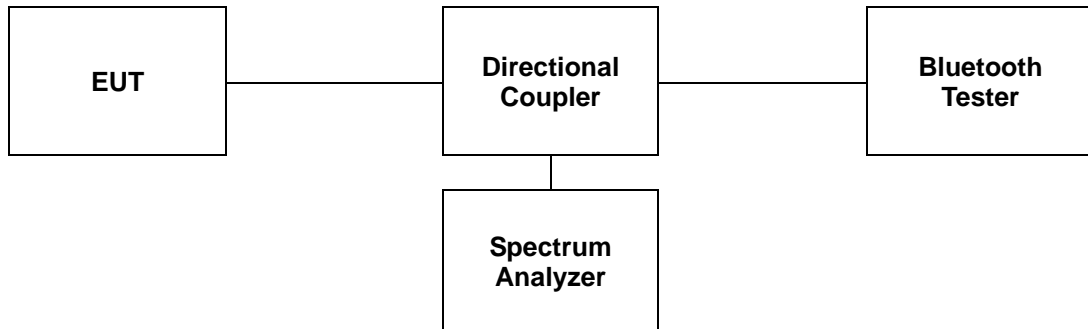 EUT
Directional
Coupler
Bluetooth
Tester
Spectrum
Analyzer